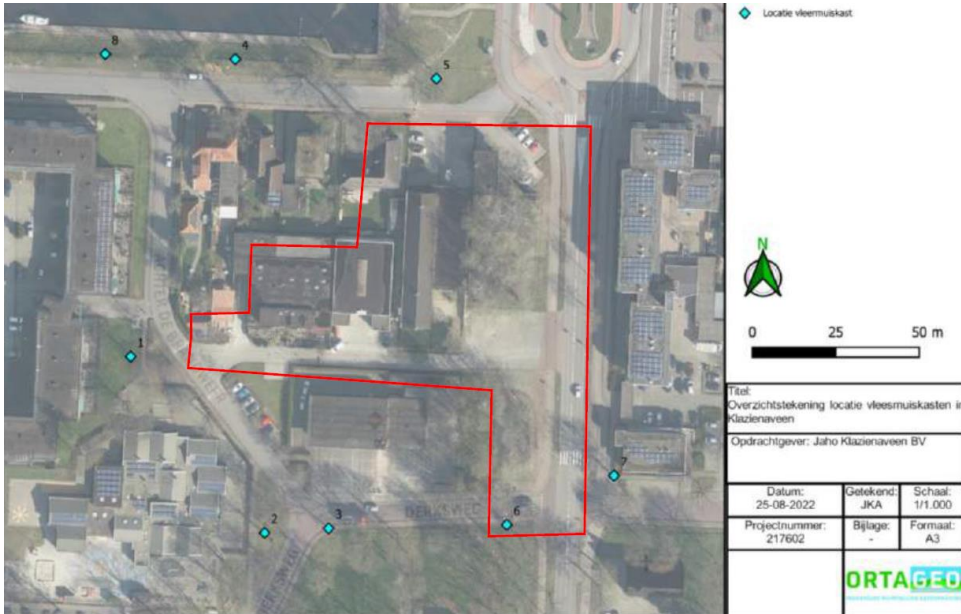 Locatie vleermuiskast
8
4
5
1
2
3
6
7
N
0 25 50 m
Titel:
Overzichtstekening locatie vleesmuiskasten in
Klazienaveen
Opdrachtgever: Jaho Klazienaveen BV
Datum: Getekend: Schaal:
25-08-2022 JKA 1/1.000
Projectnummer: Bijlage: Formaat:
217602 - A3
ORTAGEO